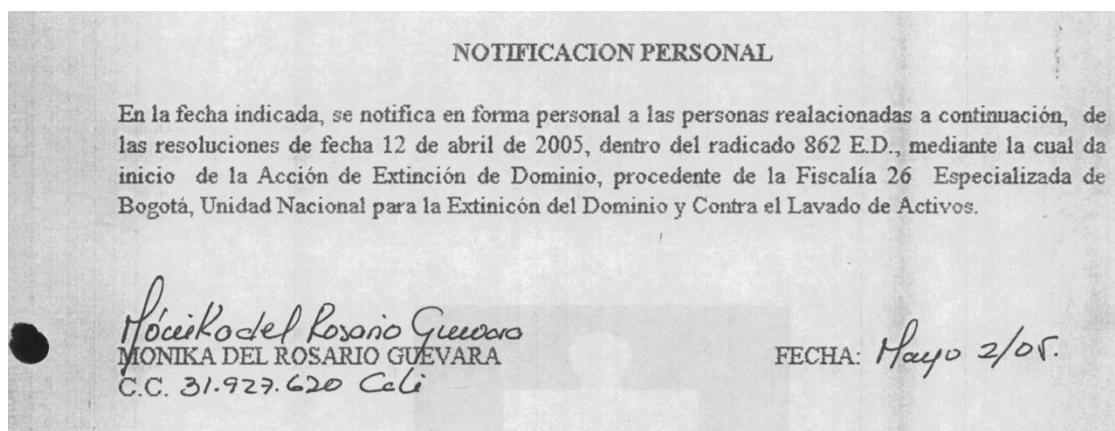 NOTIFICACION PERSONAL
En la fecha indicada, se notifica en forma personal a las personas realacionadas a continuación, de
las resoluciones de fecha 12 de abril de 2005, dentro del radicado 862 E.D., mediante la cual da
inicio de la Acción de Extinción de Dominio, procedente de la Fiscalía 26 Especializada de
Bogotá, Unidad Nacional para la Extinicón del Dominio y Contra el Lavado de Activos.
Mónika del Rosario Guevara
MONIKA DEL ROSARIO GUEVARA
FECHA: Mayo 2/05.
C.C. 31.927.620 Cali